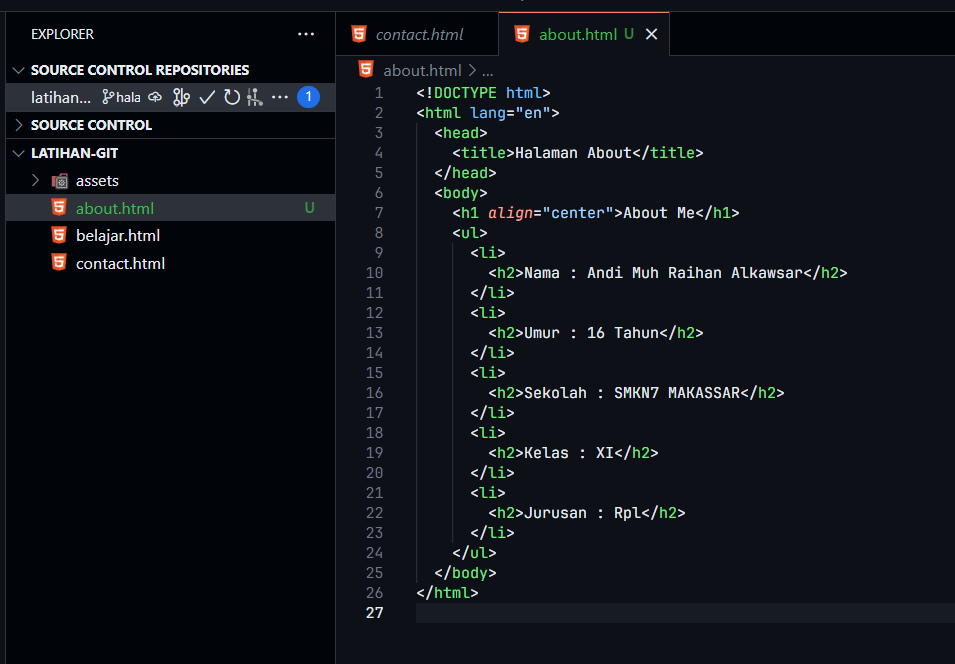 EXPLORER
SOURCE CONTROL REPOSITORIES
latihan... hala 1
SOURCE CONTROL
LATIHAN-GIT
assets
about.html U
belajar.html
contact.html
contact.html
about.html U
about.html > ...
1 <!DOCTYPE html>
2 <html lang="en">
3 <head>
4 <title>Halaman About</title>
5 </head>
6 <body>
7 <h1 align="center">About Me</h1>
8 <ul>
9 <li>
10 <h2>Nama : Andi Muh Raihan Alkawsar</h2>
11 </li>
12 <li>
13 <h2>Umur : 16 Tahun</h2>
14 </li>
15 <li>
16 <h2>Sekolah : SMKN7 MAKASSAR</h2>
17 </li>
18 <li>
19 <h2>Kelas : XI</h2>
20 </li>
21 <li>
22 <h2>Jurusan : Rpl</h2>
23 </li>
24 </ul>
25 </body>
26 </html>
27